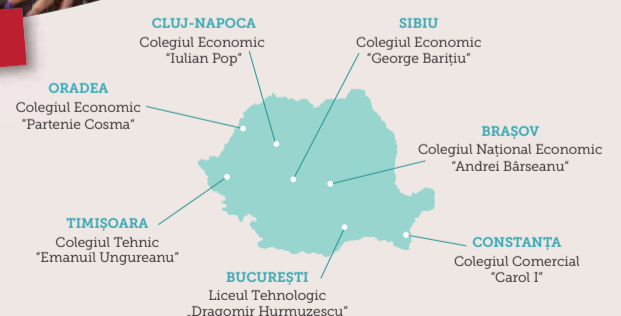 CLUJ-NAPOCA
Colegiul Economic
“Iulian Pop”
SIBIU
Colegiul Economic
“George Barițiu”
ORADEA
Colegiul Economic
“Partenie Cosma”
BRAȘOV
Colegiul Național Economic
“Andrei Bârseanu”
TIMIȘOARA
Colegiul Tehnic
“Emanuil Ungureanu”
CONSTANȚA
Colegiul Comercial
“Carol I”
BUCUREȘTI
Liceul Tehnologic
„Dragomir Hurmuzescu”